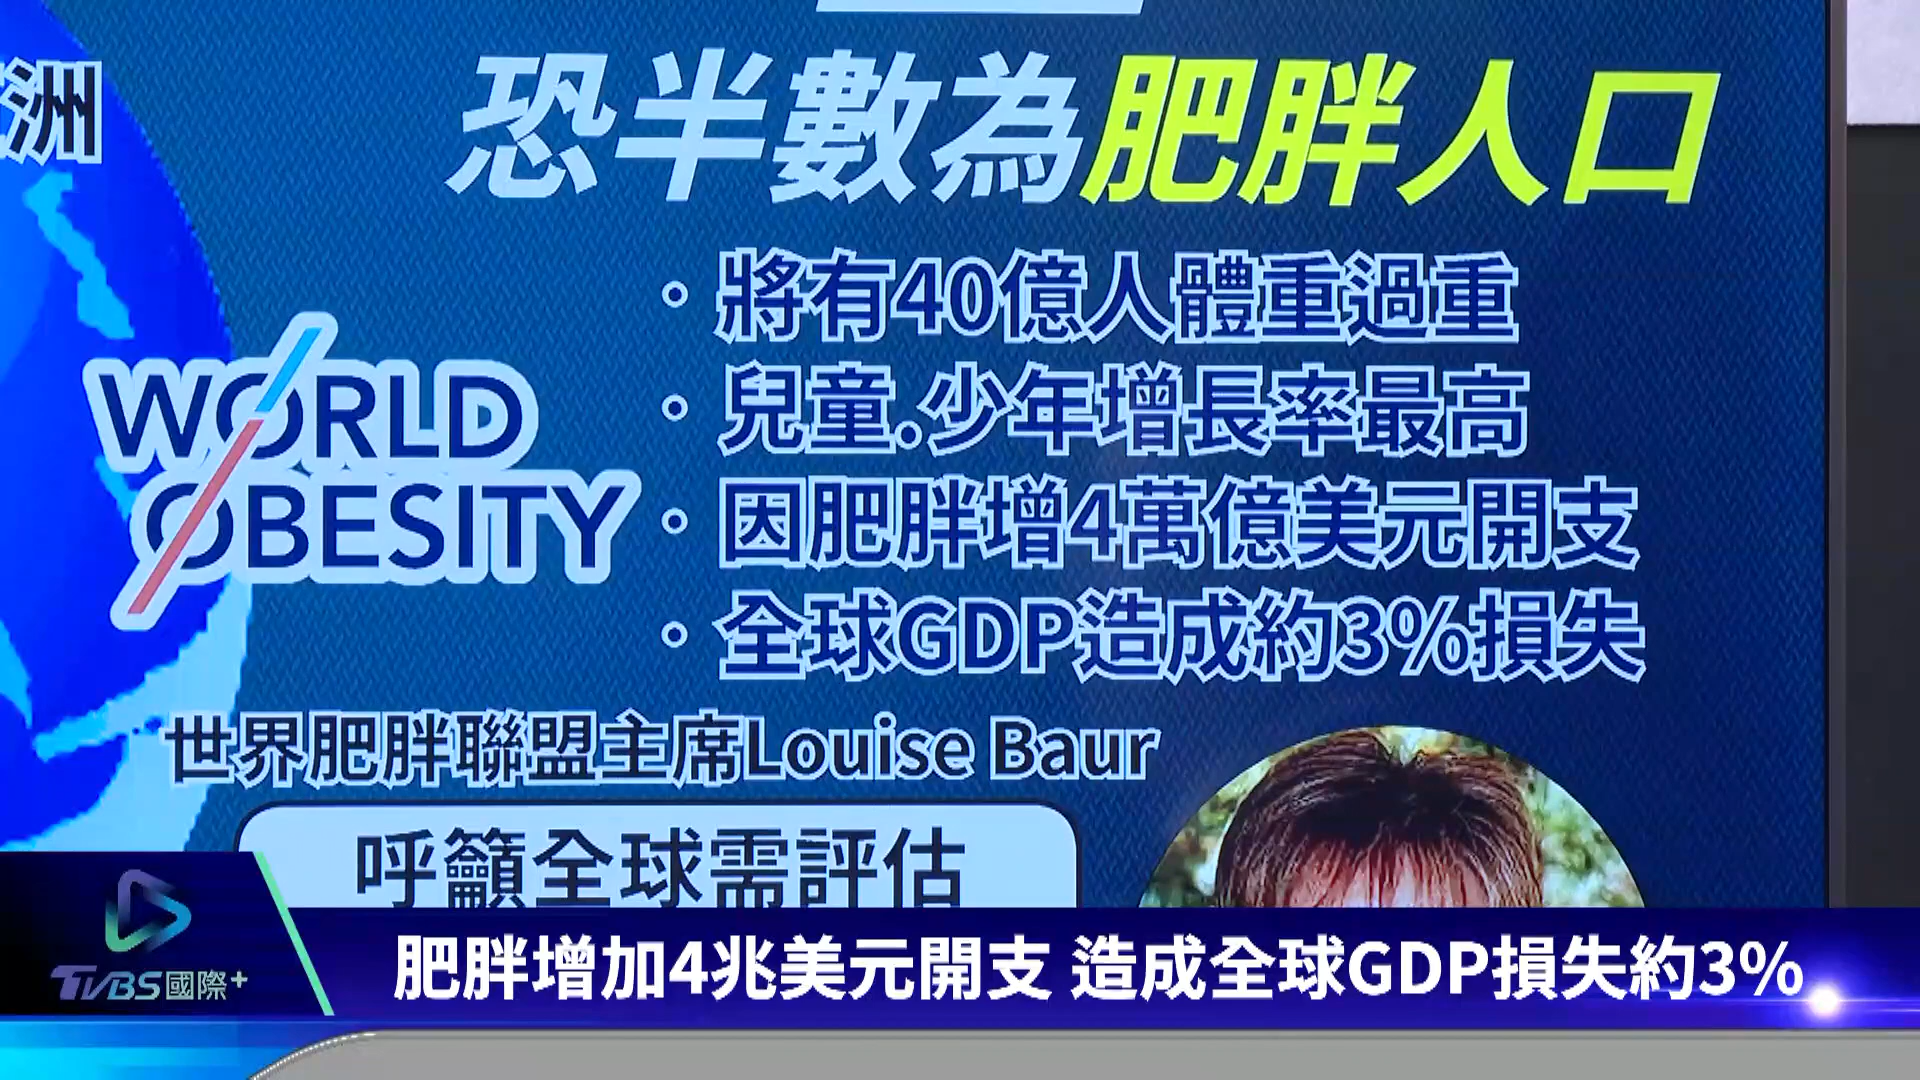 洲
恐半數為肥胖人口
。將有40億人體重過重
。兒童.少年增長率最高
。因肥胖增4萬億美元開支
。全球GDP造成約3%損失
WORLD
OBESITY
世界肥胖聯盟主席Louise Baur
呼籲全球需評估
肥胖增加4兆美元開支 造成全球GDP損失約3%
TVBS國際+